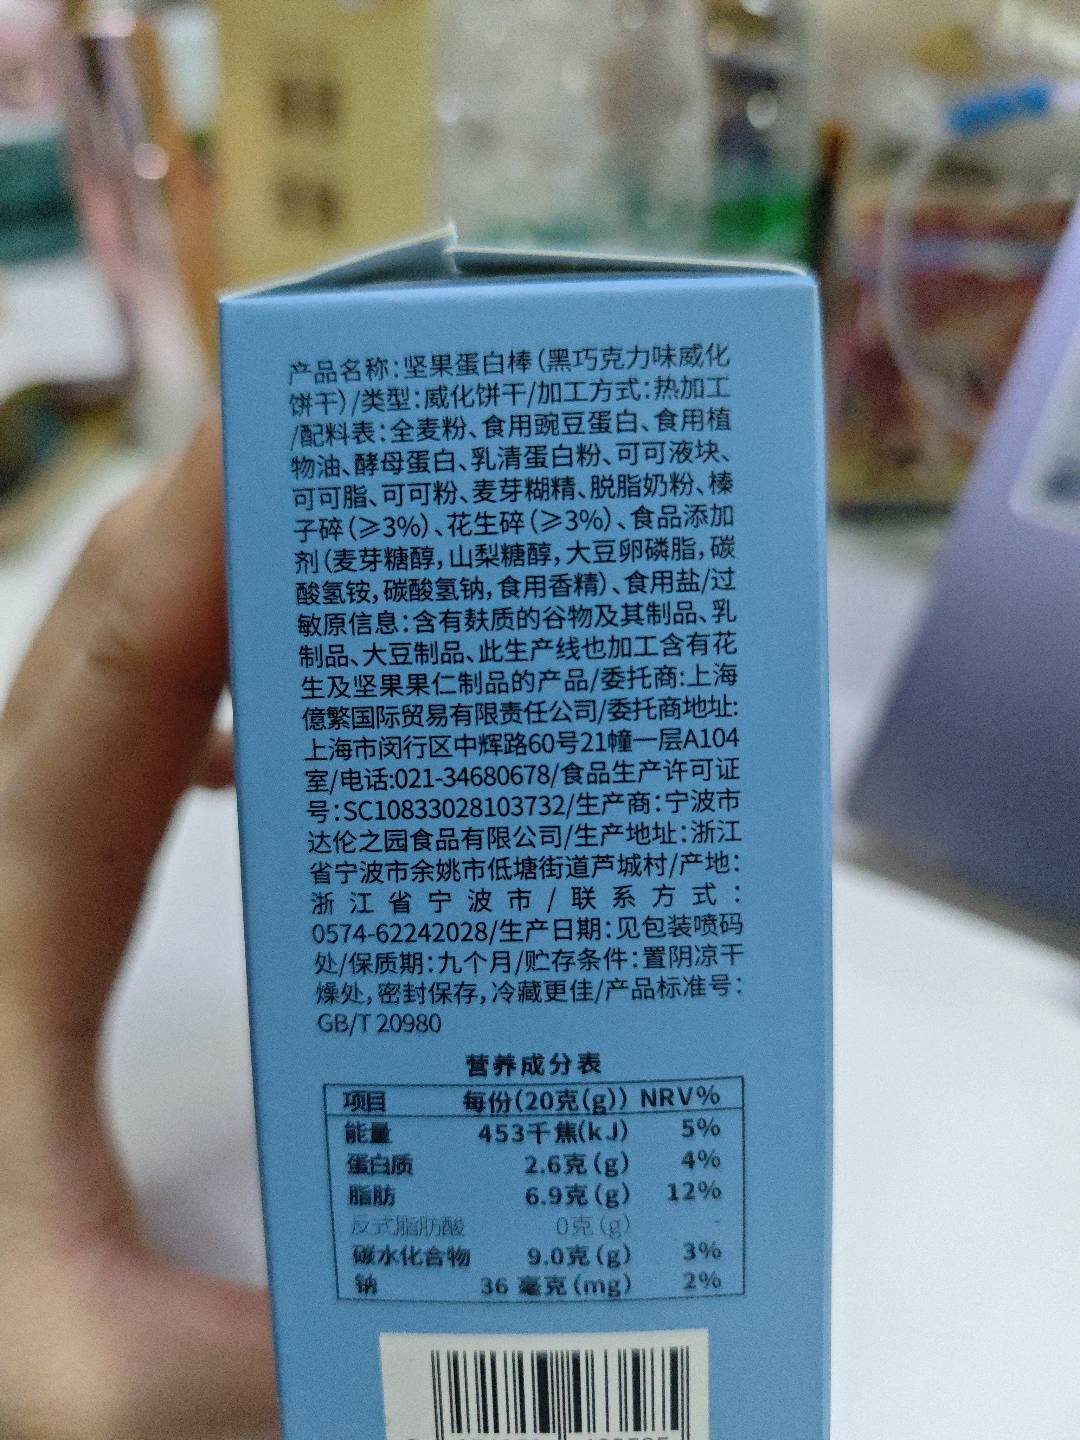 产品名称:坚果蛋白棒(黑巧克力味威化
饼干)/类型:威化饼干/加工方式:热加工
/配料表:全麦粉、食用豌豆蛋白、食用植
物油、酵母蛋白、乳清蛋白粉、可可液块、
可可脂、可可粉、麦芽糊精、脱脂奶粉、榛
子碎(≥3%)、花生碎(≥3%)、食品添加
剂(麦芽糖醇,山梨糖醇,大豆卵磷脂,碳
酸氢铵,碳酸氢钠,食用香精)、食用盐/过
敏原信息:含有麸质的谷物及其制品、乳
制品、大豆制品、此生产线也加工含有花
生及坚果果仁制品的产品/委托商:上海
億繁国际贸易有限责任公司/委托商地址:
上海市闵行区中辉路60号21幢一层A104
室/电话:021-34680678/食品生产许可证
号:SC10833028103732/生产商:宁波市
达伦之园食品有限公司/生产地址:浙江
省宁波市余姚市低塘街道芦城村/产地:
浙江省宁波市/联系方式:
0574-62242028/生产日期:见包装喷码
处/保质期:九个月/贮存条件:置阴凉干
燥处,密封保存,冷藏更佳/产品标准号:
GB/T 20980
营养成分表
项目 每份(20克(g)) NRV%
能量 453千焦(kJ) 5%
蛋白质 2.6克(g) 4%
脂肪 6.9克(g) 12%
反式脂肪酸 0克(g) -
碳水化合物 9.0克(g) 3%
钠 36 毫克(mg) 2%